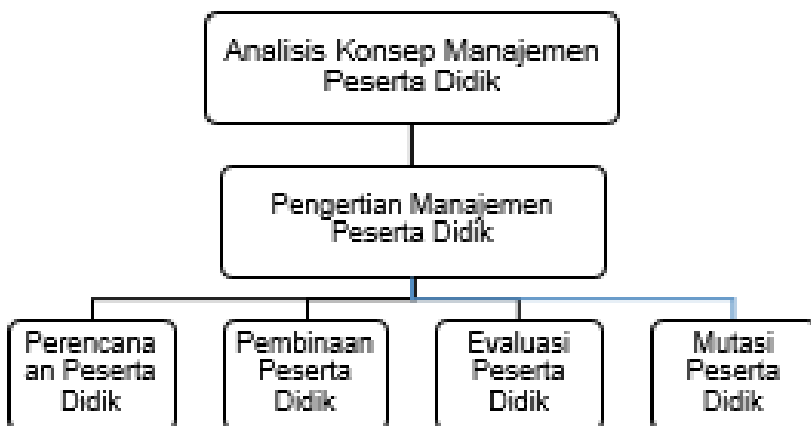 Analisis Konsep Manajemen
Peserta Didik
Pengertian Manajemen
Peserta Didik
Perencana
an Peserta
Didik
Pembinaan
Peserta
Didik
Evaluasi
Peserta
Didik
Mutasi
Peserta
Didik